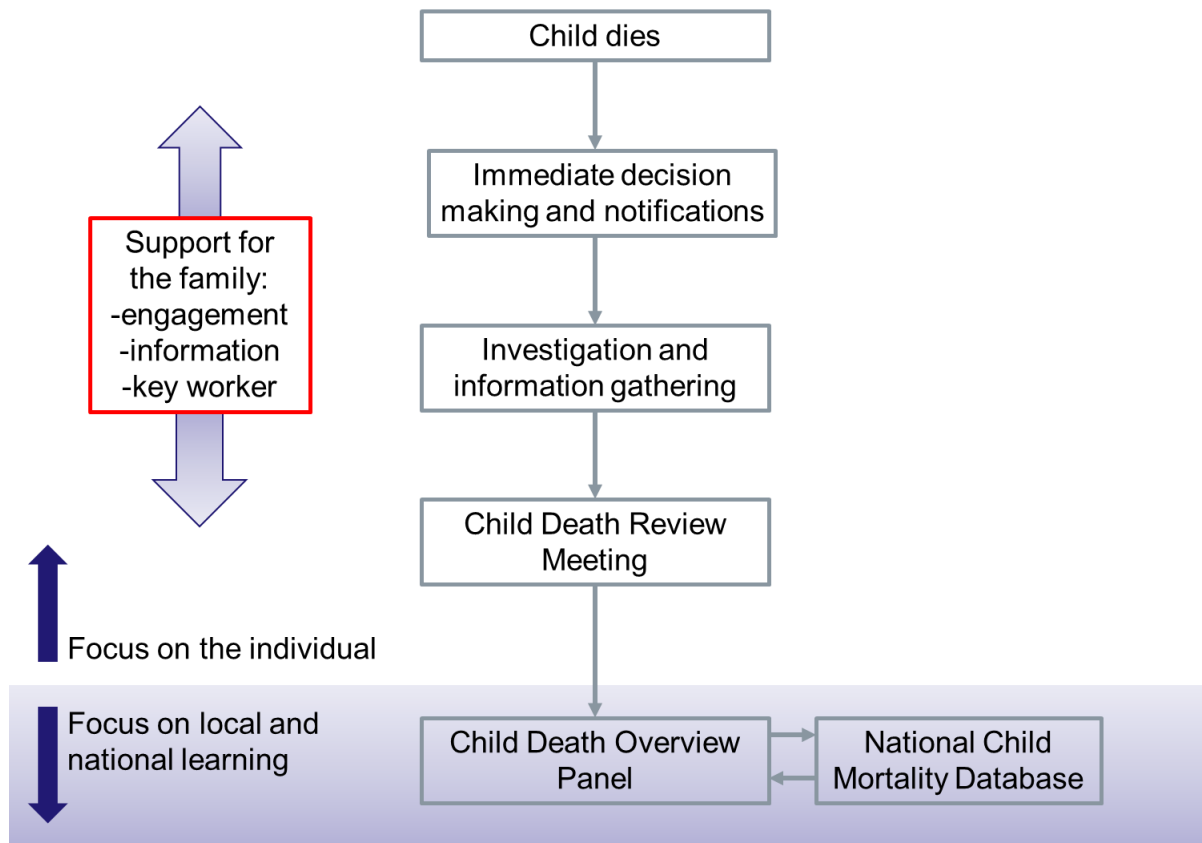 Child dies
Immediate decision
making and notifications
Support for
the family:
-engagement
-information
-key worker
Investigation and
information gathering
Child Death Review
Meeting
Focus on the individual
Focus on local and
national learning
Child Death Overview
Panel
National Child
Mortality Database